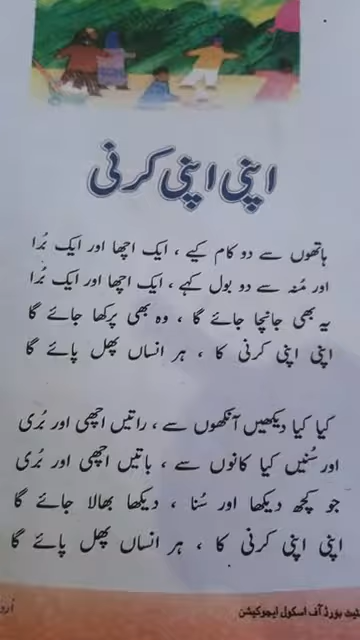 اپنی اپنی کرنی
ہاتھوں سے دو کام کیے ، ایک اچھا اور ایک بُرا
اور مُنہ سے دو بول کہے ، ایک اچھا اور ایک بُرا
یہ بھی جانچا جائے گا ، وہ بھی پرکھا جائے گا
اپنی اپنی کرنی کا ، ہر انساں پھل پائے گا
کیا کیا دیکھیں آنکھوں سے ، راتیں اچھی اور بُری
اور سُنیں کیا کانوں سے ، باتیں اچھی اور بُری
جو کچھ دیکھا اور سُنا ، دیکھا بھالا جائے گا
اپنی اپنی کرنی کا ، ہر انساں پھل پائے گا
بورڈ آف اسکول ایجوکیشن